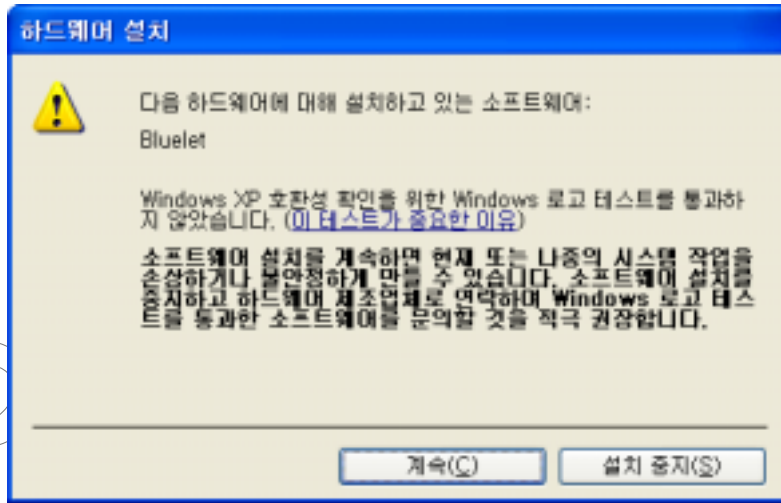 하드웨어 설치
다음 하드웨어에 대해 설치하고 있는 소프트웨어:
Bluelet
Windows XP 호환성 확인을 위한 Windows 로고 테스트를 통과하
지 않았습니다. (이 테스트가 중요한 이유)
소프트웨어 설치를 계속하면 현재 또는 나중의 시스템 작업을
손상하거나 불안정하게 만들 수 있습니다. 소프트웨어 설치를
중지하고 하드웨어 제조업체로 연락하여 Windows 로고 테스
트를 통과한 소프트웨어를 문의할 것을 적극 권장합니다.
계속(C)
설치 중지(S)